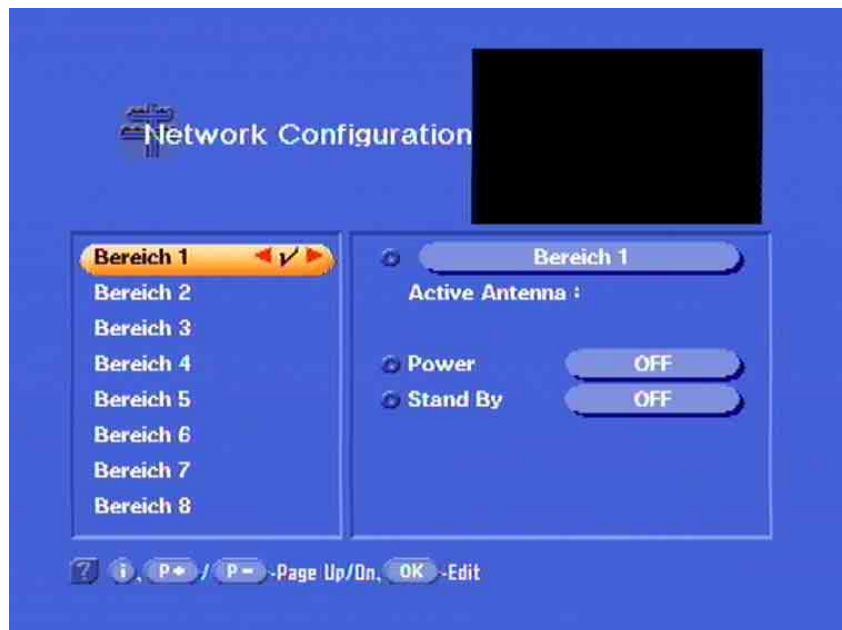 Network Configuration
Bereich 1
Bereich 2
Bereich 3
Bereich 4
Bereich 5
Bereich 6
Bereich 7
Bereich 8
Bereich 1
Active Antenna :
Power OFF
Stand By OFF
? i, P+ / P- -Page Up/Dn, OK -Edit